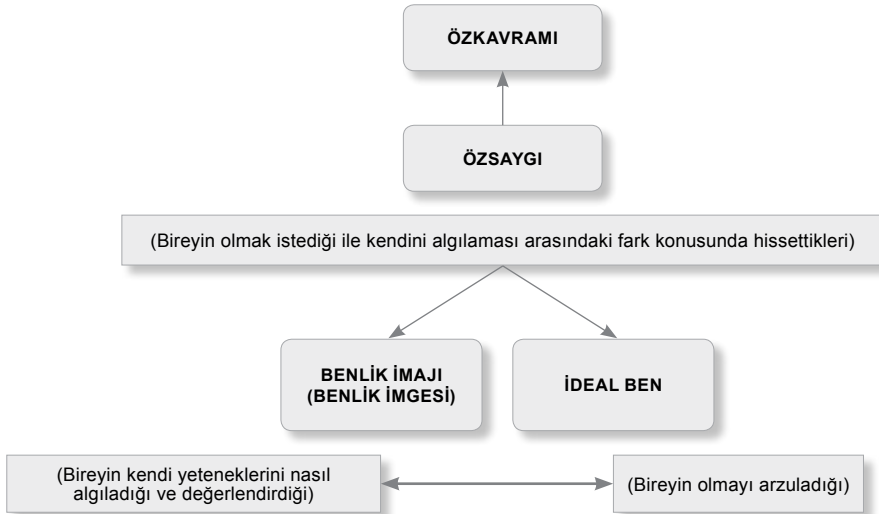 ÖZKAVRAMI
ÖZSAYGI
(Bireyin olmak istediği ile kendini algılaması arasındaki fark konusunda hissettikleri)
BENLİK İMAJI
(BENLİK İMGESİ)
İDEAL BEN
(Bireyin kendi yeteneklerini nasıl
algıladığı ve değerlendirdiği)
(Bireyin olmayı arzuladığı)